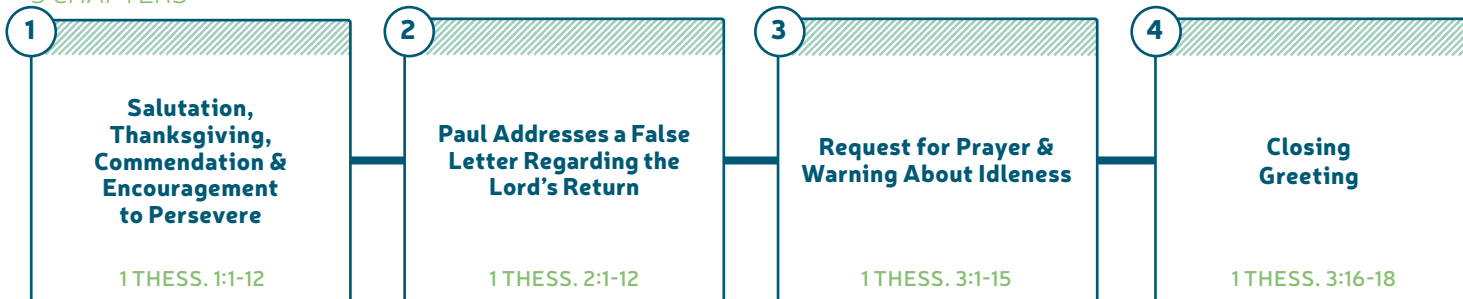 3 CHAPTERS
1
Salutation,
Thanksgiving,
Commendation &
Encouragement
to Persevere
1 THESS. 1:1-12
2
Paul Addresses a False
Letter Regarding the
Lord's Return
1 THESS. 2:1-12
3
Request for Prayer &
Warning About Idleness
1 THESS. 3:1-15
4
Closing
Greeting
1 THESS. 3:16-18